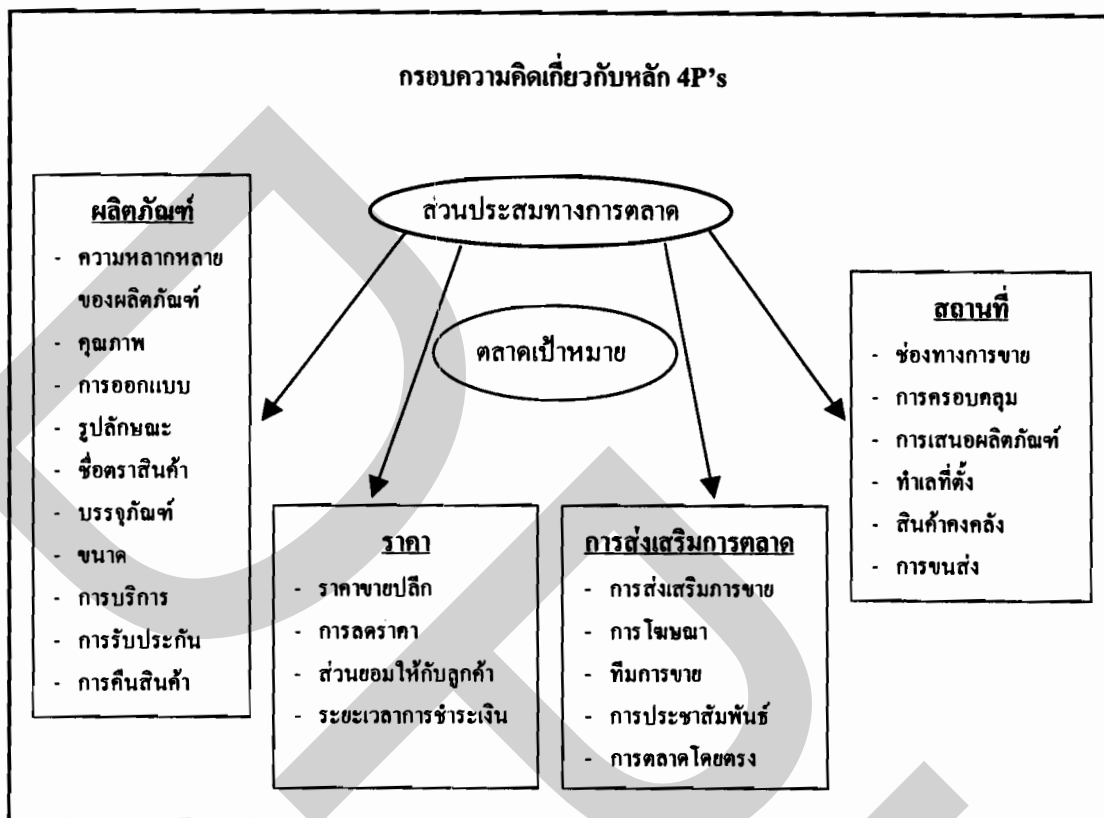 กรอบความคิดเกี่ยวกับหลัก 4P's
ส่วนประสมทางการตลาด
ตลาดเป้าหมาย
ผลิตภัณฑ์
- ความหลากหลาย
ของผลิตภัณฑ์
- คุณภาพ
- การออกแบบ
- รูปลักษณะ
- ชื่อตราสินค้า
- บรรจุภัณฑ์
- ขนาด
- การบริการ
- การรับประกัน
- การคืนสินค้า
ราคา
- ราคาขายปลีก
- การลดราคา
- ส่วนยอมให้กับลูกค้า
- ระยะเวลาการชำระเงิน
การส่งเสริมการตลาด
- การส่งเสริมการขาย
- การโฆษณา
- ทีมการขาย
- การประชาสัมพันธ์
- การตลาดโดยตรง
สถานที่
- ช่องทางการขาย
- การครอบคลุม
- การเสนอผลิตภัณฑ์
- ทำเลที่ตั้ง
- สินค้าคงคลัง
- การขนส่ง